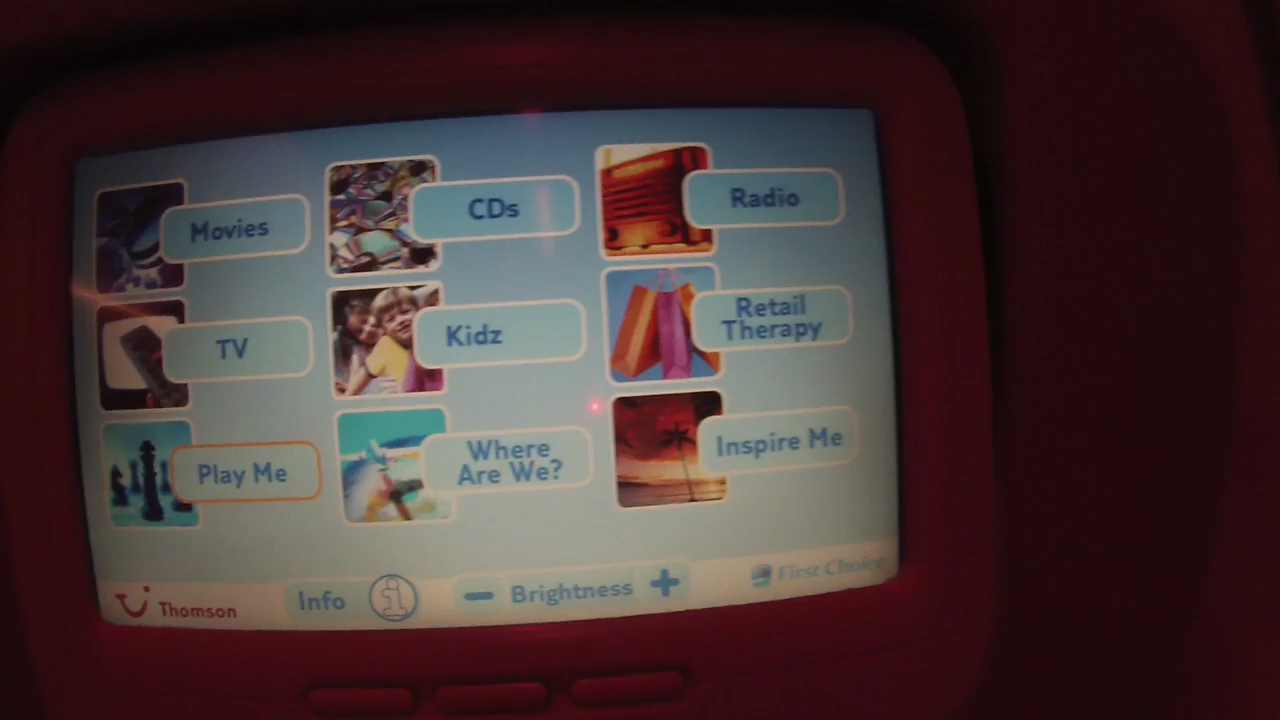 Movies
CDs
Radio
TV
Kidz
Retail
Therapy
Play Me
Where
Are We?
Inspire Me
Thomson
Info
i
− Brightness +
First Choice